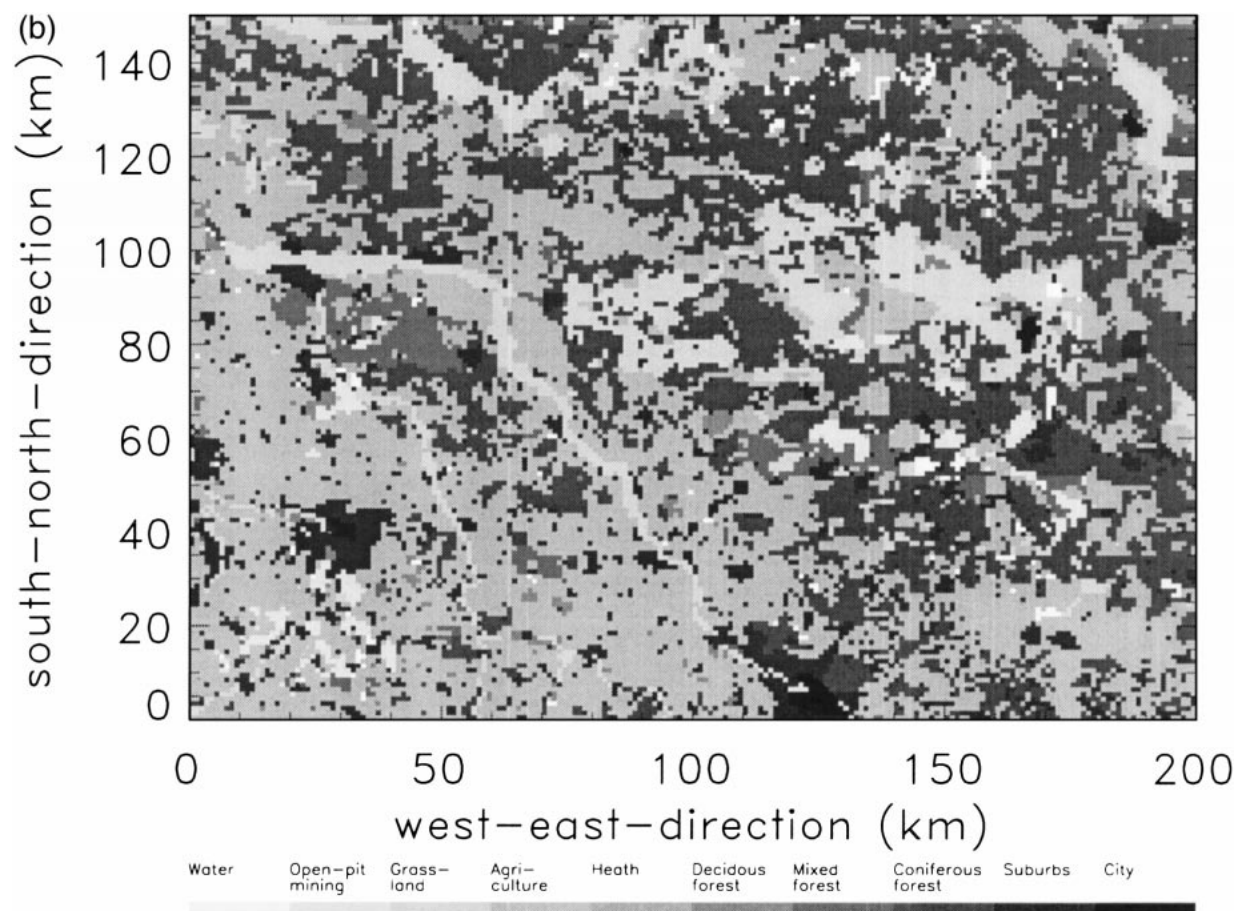 (b)
south-north-direction (km)
140
120
100
80
60
40
20
0
0 50 100 150 200
west-east-direction (km)
Water Open-pit mining Grass-land Agri-culture Heath Decidous forest Mixed forest Coniferous forest Suburbs City